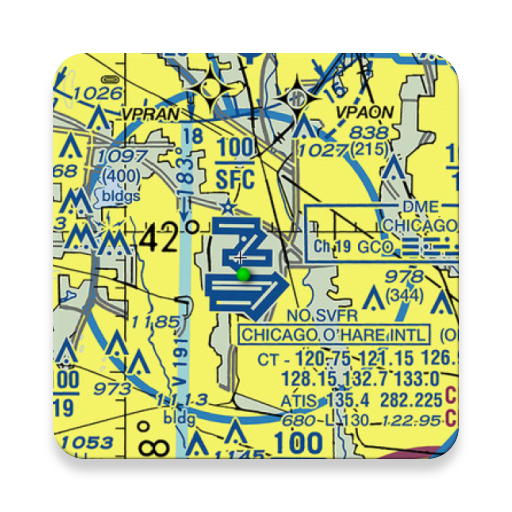 1026
VPRAN
VPAON
16
18
838
1027(215)
1097
(400)
bldgs
68
183°
100
SFC
DME
CHICAGO
Ch 19 GCO
42°
978
(344)
NO SVFR
CHICAGO O'HARE INTL
1185
V 191
CT - 120.75 121.15 126.9
128.15 132.7 133.0
ATIS 135.4 282.225
680 L 130 122.95
00
19
973
1113
bldg
C
C
1053
8
1145
100